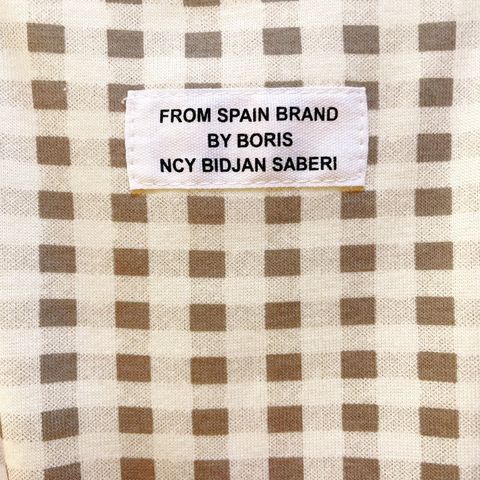 FROM SPAIN BRAND
BY BORIS
NCY BIDJAN SABERI